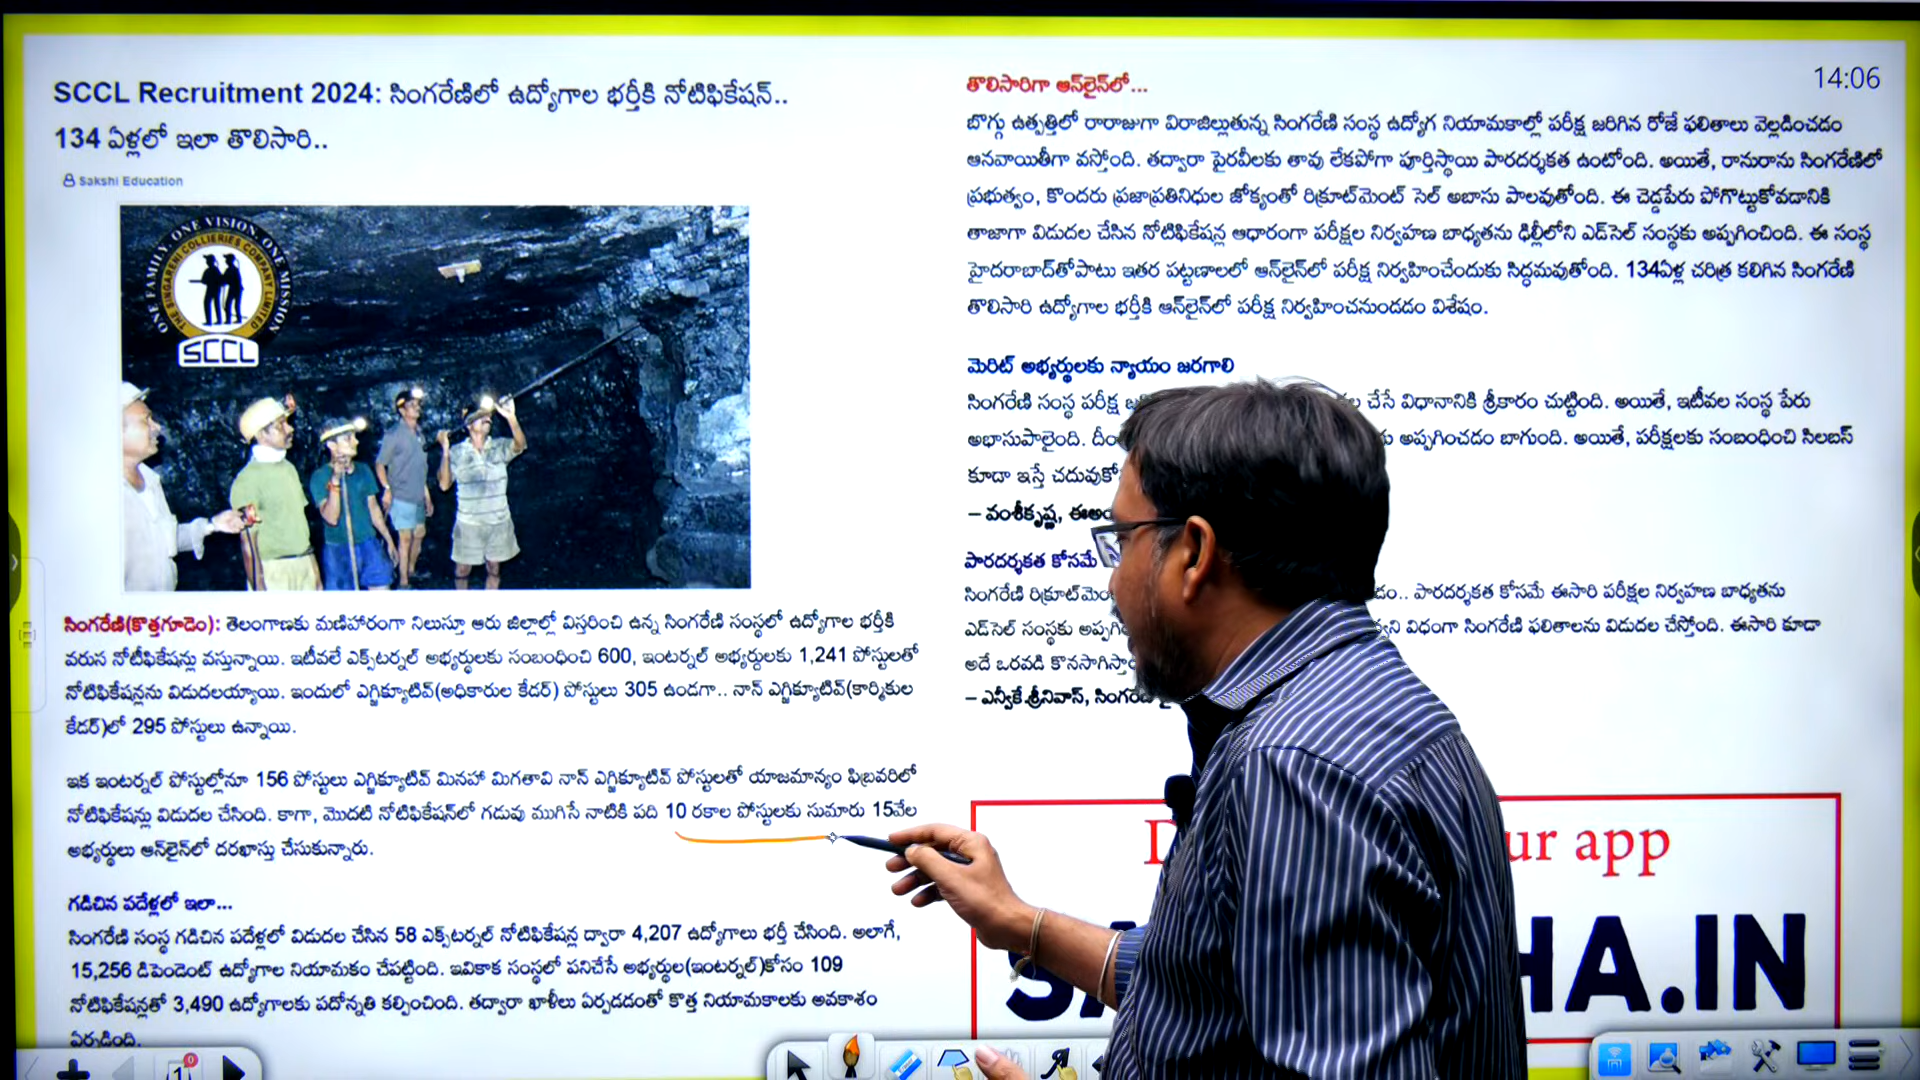 SCCL Recruitment 2024: సింగరేణిలో ఉద్యోగాల భర్తీకి నోటిఫికేషన్..
134 ఏళ్లలో ఇలా తొలిసారి..
Sakshi Education
ONE FAMILY, ONE VISION, ONE MISSION
THE SINGARENI COLLIERIES COMPANY LIMITED
SCCL
సింగరేణి(కొత్తగూడెం): తెలంగాణకు మణిహారంగా నిలుస్తూ ఆరు జిల్లాల్లో విస్తరించి ఉన్న సింగరేణి సంస్థలో ఉద్యోగాల భర్తీకి
వరుస నోటీఫికేషన్లు వస్తున్నాయి. ఇటీవలే ఎక్స్‌టర్నల్ అభ్యర్థులకు సంబంధించి 600, ఇంటర్నల్ అభ్యర్థులకు 1,241 పోస్టులతో
నోటిఫికేషన్లను విడుదలయ్యాయి. ఇందులో ఎగ్జిక్యూటివ్(అధికారుల కేడర్) పోస్టులు 305 ఉండగా.. నాన్ ఎగ్జిక్యూటివ్(కార్మికుల
కేడర్)లో 295 పోస్టులు ఉన్నాయి.
ఇక ఇంటర్నల్ పోస్టుల్లోనూ 156 పోస్టులు ఎగ్జిక్యూటివ్ మినహా మిగతావి నాన్ ఎగ్జిక్యూటివ్ పోస్టులతో యాజమాన్యం ఫిబ్రవరిలో
నోటిఫికేషన్లు విడుదల చేసింది. కాగా, మొదటి నోటిఫికేషన్‌లో గడువు ముగిసే నాటికి పది 10 రకాల పోస్టులకు సుమారు 15వేల
అభ్యర్థులు ఆన్‌లైన్‌లో దరఖాస్తు చేసుకున్నారు.
గడిచిన పదేళ్లలో ఇలా...
సింగరేణి సంస్థ గడిచిన పదేళ్లలో విడుదల చేసిన 58 ఎక్స్‌టర్నల్ నోటిఫికేషన్ల ద్వారా 4,207 ఉద్యోగాలు భర్తీ చేసింది. అలాగే,
15,256 డిపెండెంట్ ఉద్యోగాల నియామకం చేపట్టింది. ఇవికాక సంస్థలో పనిచేసే అభ్యర్థుల(ఇంటర్నల్)కోసం 109
నోటిఫికేషన్లతో 3,490 ఉద్యోగాలకు పదోన్నతి కల్పించింది. తద్వారా ఖాళీలు ఏర్పడడంతో కొత్త నియామకాలకు అవకాశం
ఏర్పడింది.
14:06
తొలిసారిగా ఆన్‌లైన్‌లో...
బొగ్గు ఉత్పత్తిలో రారాజుగా విరాజిల్లుతున్న సింగరేణి సంస్థ ఉద్యోగ నియామకాల్లో పరీక్ష జరిగిన రోజే ఫలితాలు వెల్లడించడం
ఆనవాయితీగా వస్తోంది. తద్వారా పైరవీలకు తావు లేకపోగా పూర్తిస్థాయి పారదర్శకత ఉంటోంది. అయితే, రానురాను సింగరేణిలో
ప్రభుత్వం, కొందరు ప్రజాప్రతినిధుల జోక్యంతో రిక్రూట్‌మెంట్ సెల్ అబాసు పాలవుతోంది. ఈ చెడ్డపేరు పోగొట్టుకోవడానికి
తాజాగా విడుదల చేసిన నోటిఫికేషన్ల ఆధారంగా పరీక్షల నిర్వహణ బాధ్యతను ఢిల్లీలోని ఎడ్‌సెల్ సంస్థకు అప్పగించింది. ఈ సంస్థ
హైదరాబాద్‌తోపాటు ఇతర పట్టణాలలో ఆన్‌లైన్‌లో పరీక్ష నిర్వహించేందుకు సిద్ధమవుతోంది. 134ఏళ్ల చరిత్ర కలిగిన సింగరేణి
తొలిసారి ఉద్యోగాల భర్తీకి ఆన్‌లైన్‌లో పరీక్ష నిర్వహించనుండడం విశేషం.
మెరిట్ అభ్యర్థులకు న్యాయం జరగాలి
సింగరేణి సంస్థ పరీక్ష చేసే విధానానికి శ్రీకారం చుట్టింది. అయితే, ఇటీవల సంస్థ పేరు
అభాసుపాలైంది. అప్పగించడం బాగుంది. అయితే, పరీక్షలకు సంబంధించి సిలబస్
కూడా ఇస్తే
– వంశీకృష్ణ,
పారదర్శకత కోసమే
సింగరేణి పారదర్శకత కోసమే ఈసారి పరీక్షల నిర్వహణ బాధ్యతను
ఎడ్‌సెల్ సంస్థకు విధంగా సింగరేణి ఫలితాలను విడుదల చేస్తోంది. ఈసారి కూడా
అదే ఒరవడి
– ఎన్వీకే.శ్రీనివాస్,
ur app
HA.IN